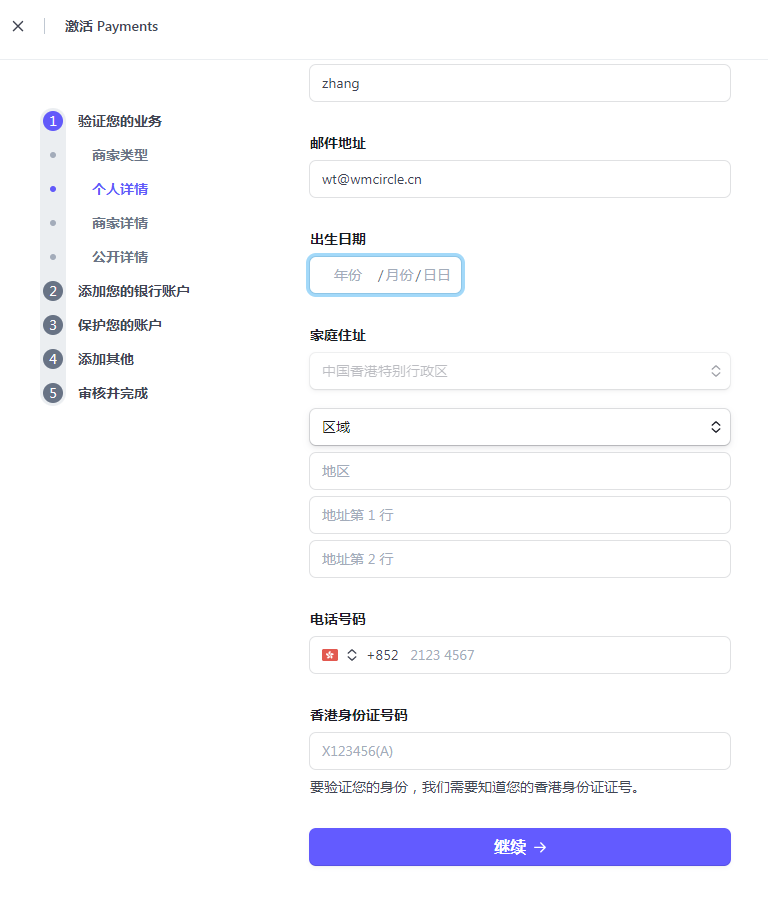 激活 Payments
zhang
1 验证您的业务
商家类型
个人详情
商家详情
公开详情
2 添加您的银行账户
3 保护您的账户
4 添加其他
5 审核并完成
邮件地址
wt@wmcircle.cn
出生日期
年份 /月份/日日
家庭住址
中国香港特别行政区
区域
地区
地址第 1 行
地址第 2 行
电话号码
+852 2123 4567
香港身份证号码
X123456(A)
要验证您的身份，我们需要知道您的香港身份证证号。
继续 →